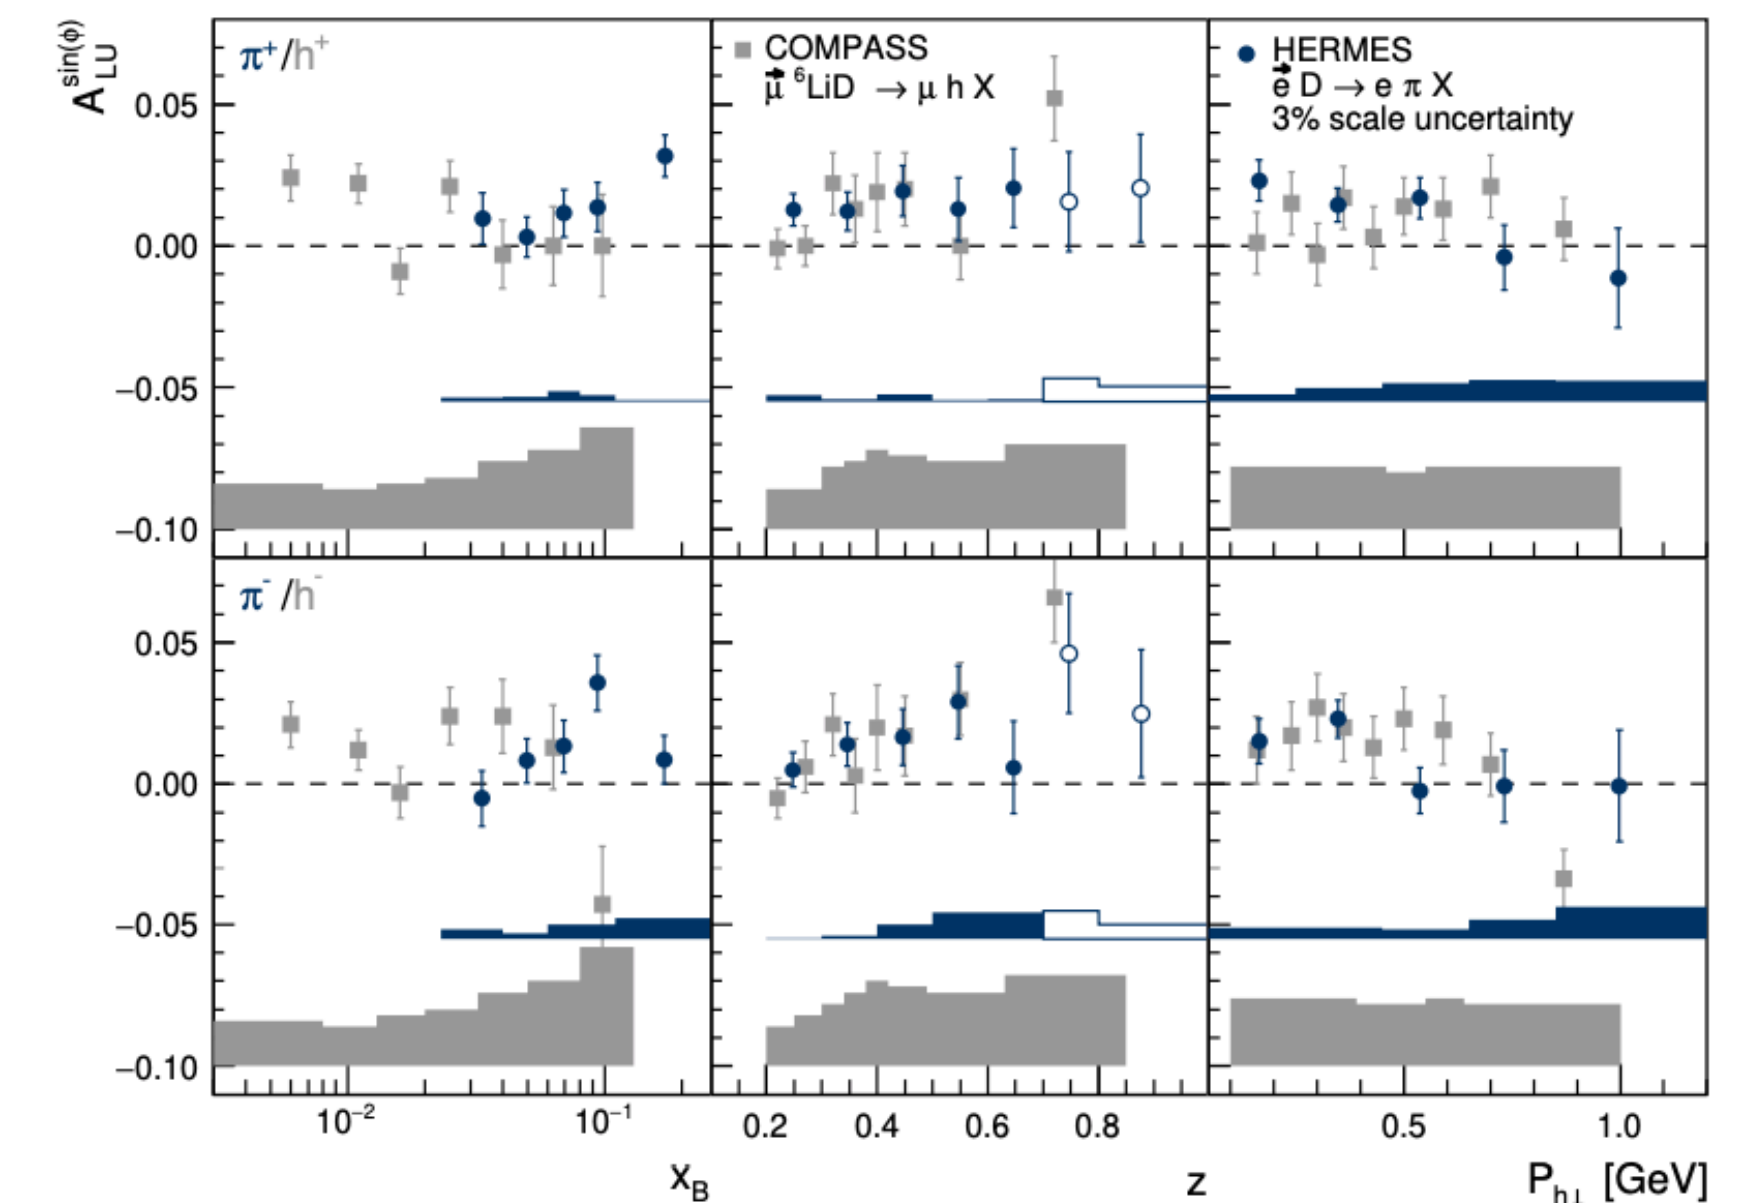 A_LU^sin(ϕ)
π⁺/h⁺
COMPASS
μ⃗ ⁶LiD → μ h X
HERMES
e⃗ D → e π X
3% scale uncertainty
0.05
0.00
−0.05
−0.10
π⁻/h⁻
0.05
0.00
−0.05
−0.10
10⁻² 10⁻¹ 0.2 0.4 0.6 0.8 0.5 1.0
x_B z P_h⊥ [GeV]